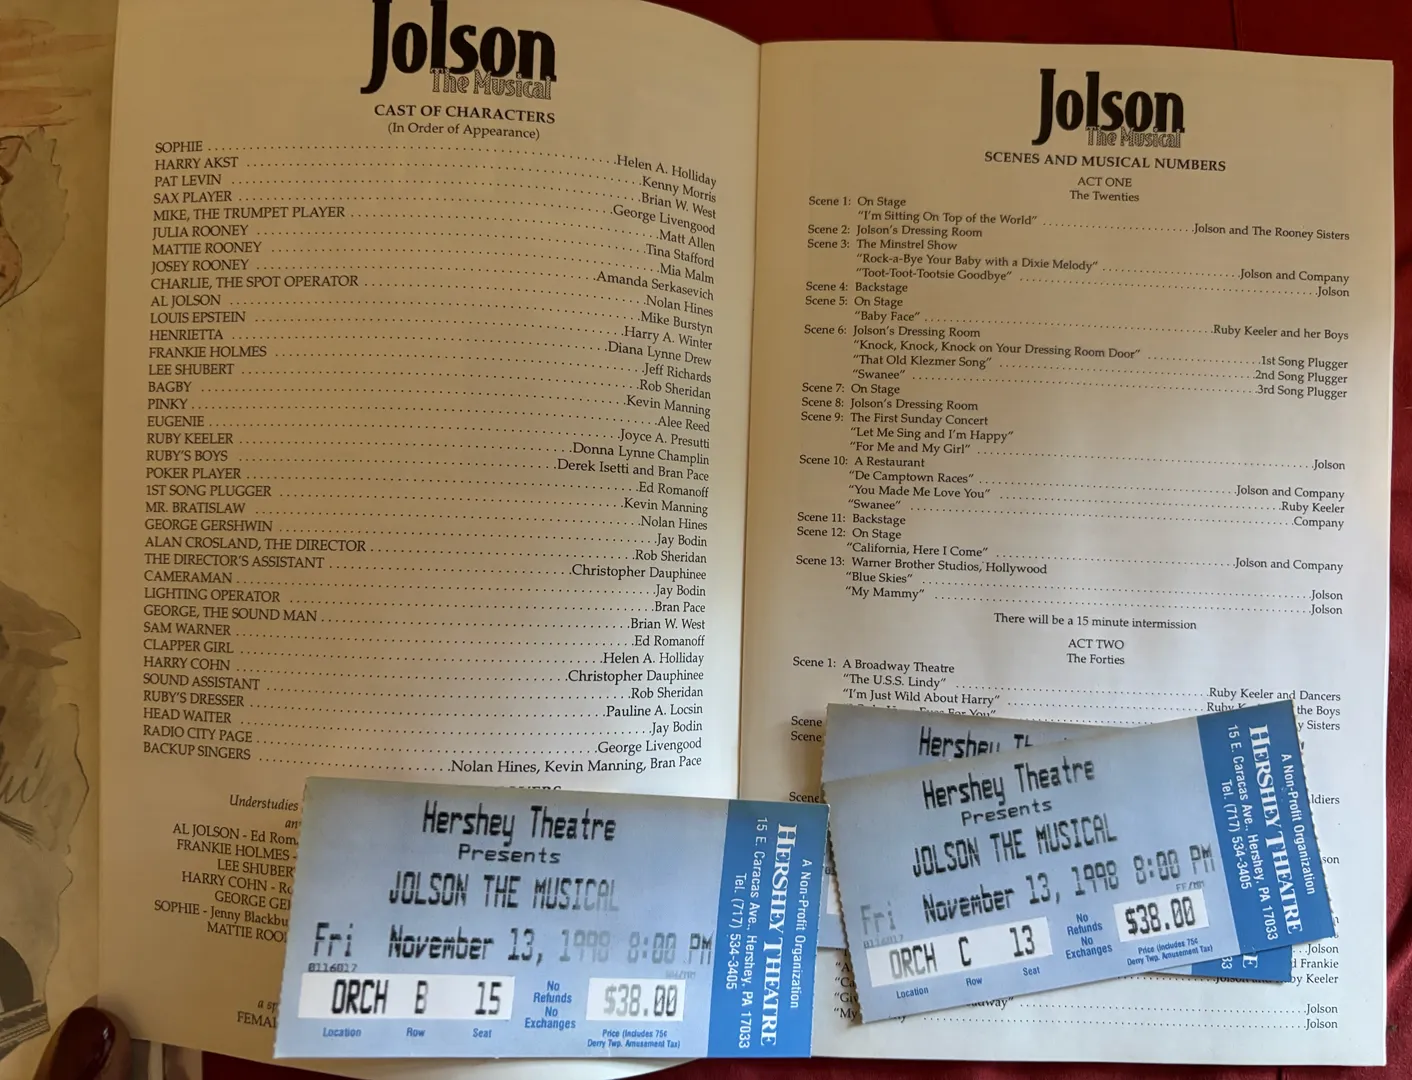 Jolson
The Musical
CAST OF CHARACTERS
(In Order of Appearance)
SOPHIE ... Helen A. Holliday
HARRY AKST ... Kenny Morris
PAT LEVIN ... Brian W. West
SAX PLAYER ... George Livengood
MIKE, THE TRUMPET PLAYER ... Matt Allen
JULIA ROONEY ... Tina Stafford
MATTIE ROONEY ... Mia Malm
JOSEY ROONEY ... Amanda Serkasevich
CHARLIE, THE SPOT OPERATOR ... Nolan Hines
AL JOLSON ... Mike Burstyn
LOUIS EPSTEIN ... Harry A. Winter
HENRIETTA ... Diana Lynne Drew
FRANKIE HOLMES ... Jeff Richards
LEE SHUBERT ... Rob Sheridan
BAGBY ... Kevin Manning
PINKY ... Alee Reed
EUGENIE ... Joyce A. Presutti
RUBY KEELER ... Donna Lynne Champlin
RUBY'S BOYS ... Derek Isetti and Bran Pace
POKER PLAYER ... Ed Romanoff
1ST SONG PLUGGER ... Kevin Manning
MR. BRATISLAW ... Nolan Hines
GEORGE GERSHWIN ... Jay Bodin
ALAN CROSLAND, THE DIRECTOR ... Rob Sheridan
THE DIRECTOR'S ASSISTANT ... Christopher Dauphinee
CAMERAMAN ... Jay Bodin
LIGHTING OPERATOR ... Bran Pace
GEORGE, THE SOUND MAN ... Brian W. West
SAM WARNER ... Ed Romanoff
CLAPPER GIRL ... Helen A. Holliday
HARRY COHN ... Christopher Dauphinee
SOUND ASSISTANT ... Rob Sheridan
RUBY'S DRESSER ... Pauline A. Locsin
HEAD WAITER ... Jay Bodin
RADIO CITY PAGE ... George Livengood
BACKUP SINGERS ... Nolan Hines, Kevin Manning, Bran Pace
Understudies
AL JOLSON - Ed Rom
FRANKIE HOLMES -
LEE SHUBER
HARRY COHN - Ro
GEORGE GE
SOPHIE - Jenny Blackbu
MATTIE ROO
a sp
FEMA
Hershey Theatre
Presents
JOLSON THE MUSICAL
Fri November 13, 1998 8:00 PM
0116017
ORCH B 15
Location Row Seat
No Refunds No Exchanges
$38.00
Price (Includes 75¢
Derry Twp. Amusement Tax)
A Non-Profit Organization
HERSHEY THEATRE
15 E. Caracas Ave., Hershey, PA 17033
Tel. (717) 534-3405
Jolson
The Musical
SCENES AND MUSICAL NUMBERS
ACT ONE
The Twenties
Scene 1: On Stage
"I'm Sitting On Top of the World" ... Jolson and The Rooney Sisters
Scene 2: Jolson's Dressing Room
Scene 3: The Minstrel Show
"Rock-a-Bye Your Baby with a Dixie Melody" ... Jolson and Company
"Toot-Toot-Tootsie Goodbye" ... Jolson
Scene 4: Backstage
Scene 5: On Stage
"Baby Face" ... Ruby Keeler and her Boys
Scene 6: Jolson's Dressing Room
"Knock, Knock, Knock on Your Dressing Room Door" ... 1st Song Plugger
"That Old Klezmer Song" ... 2nd Song Plugger
"Swanee" ... 3rd Song Plugger
Scene 7: On Stage
Scene 8: Jolson's Dressing Room
Scene 9: The First Sunday Concert
"Let Me Sing and I'm Happy"
"For Me and My Girl" ... Jolson
Scene 10: A Restaurant
"De Camptown Races" ... Jolson and Company
"You Made Me Love You" ... Ruby Keeler
"Swanee" ... Company
Scene 11: Backstage
Scene 12: On Stage
"California, Here I Come" ... Jolson and Company
Scene 13: Warner Brother Studios, Hollywood
"Blue Skies" ... Jolson
"My Mammy" ... Jolson
There will be a 15 minute intermission
ACT TWO
The Forties
Scene 1: A Broadway Theatre
"The U.S.S. Lindy" ... Ruby Keeler and Dancers
"I'm Just Wild About Harry" ... the Boys
For You" ... y Sisters
Scene
Scene
Scene ldiers
son
Jolson
d Frankie
by Keeler
Jolson
Jolson
Hershey
Hershey Theatre
Presents
JOLSON THE MUSICAL
Fri November 13, 1998 8:00 PM
ORCH C 13
Location Row Seat
No Refunds No Exchanges
$38.00
Price (Includes 75¢
Derry Twp. Amusement Tax)
A Non-Profit Organization
HERSHEY THEATRE
15 E. Caracas Ave., Hershey, PA 17033
Tel. (717) 534-3405